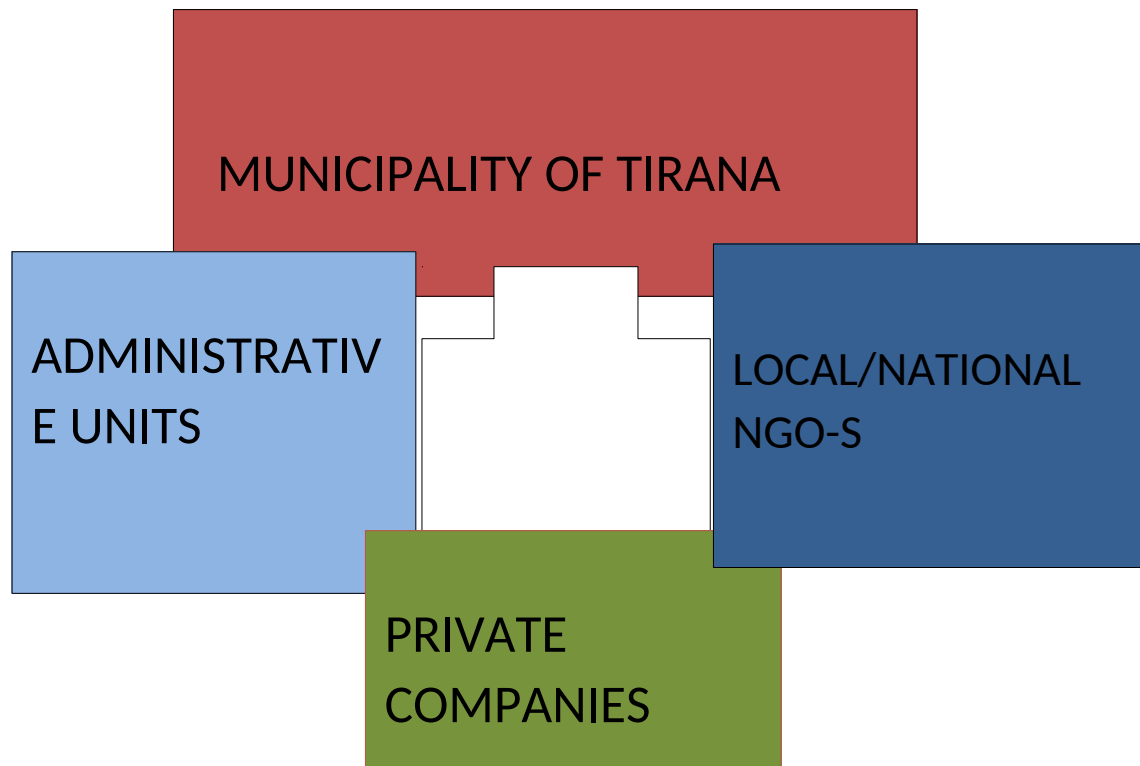 MUNICIPALITY OF TIRANA
ADMINISTRATIV
E UNITS
LOCAL/NATIONAL
NGO-S
PRIVATE
COMPANIES